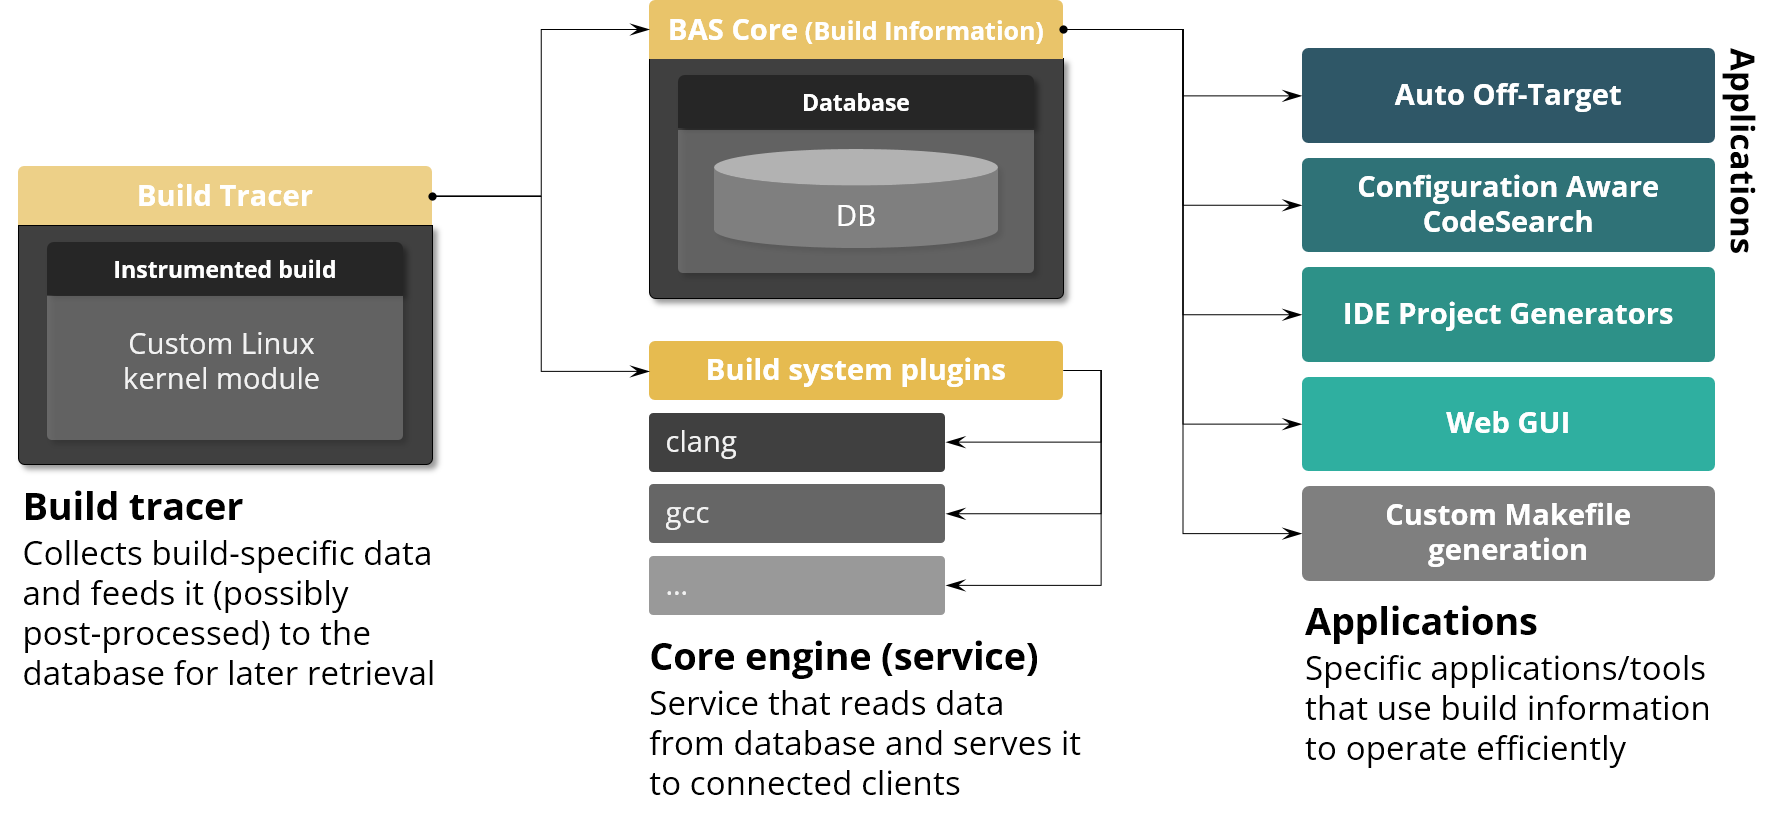 Build Tracer
Instrumented build
Custom Linux
kernel module
Build tracer
Collects build-specific data
and feeds it (possibly
post-processed) to the
database for later retrieval
BAS Core (Build Information)
Database
DB
Build system plugins
clang
gcc
...
Core engine (service)
Service that reads data
from database and serves it
to connected clients
Auto Off-Target
Configuration Aware
CodeSearch
IDE Project Generators
Web GUI
Custom Makefile
generation
Applications
Applications
Specific applications/tools
that use build information
to operate efficiently